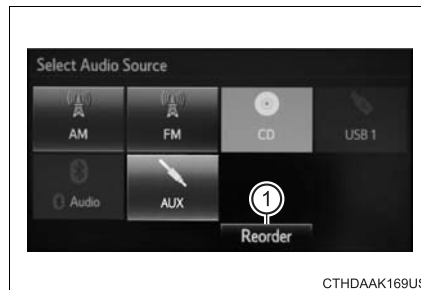 Select Audio Source
AM FM CD USB 1
Audio AUX
1
Reorder
CTHDAAK169US